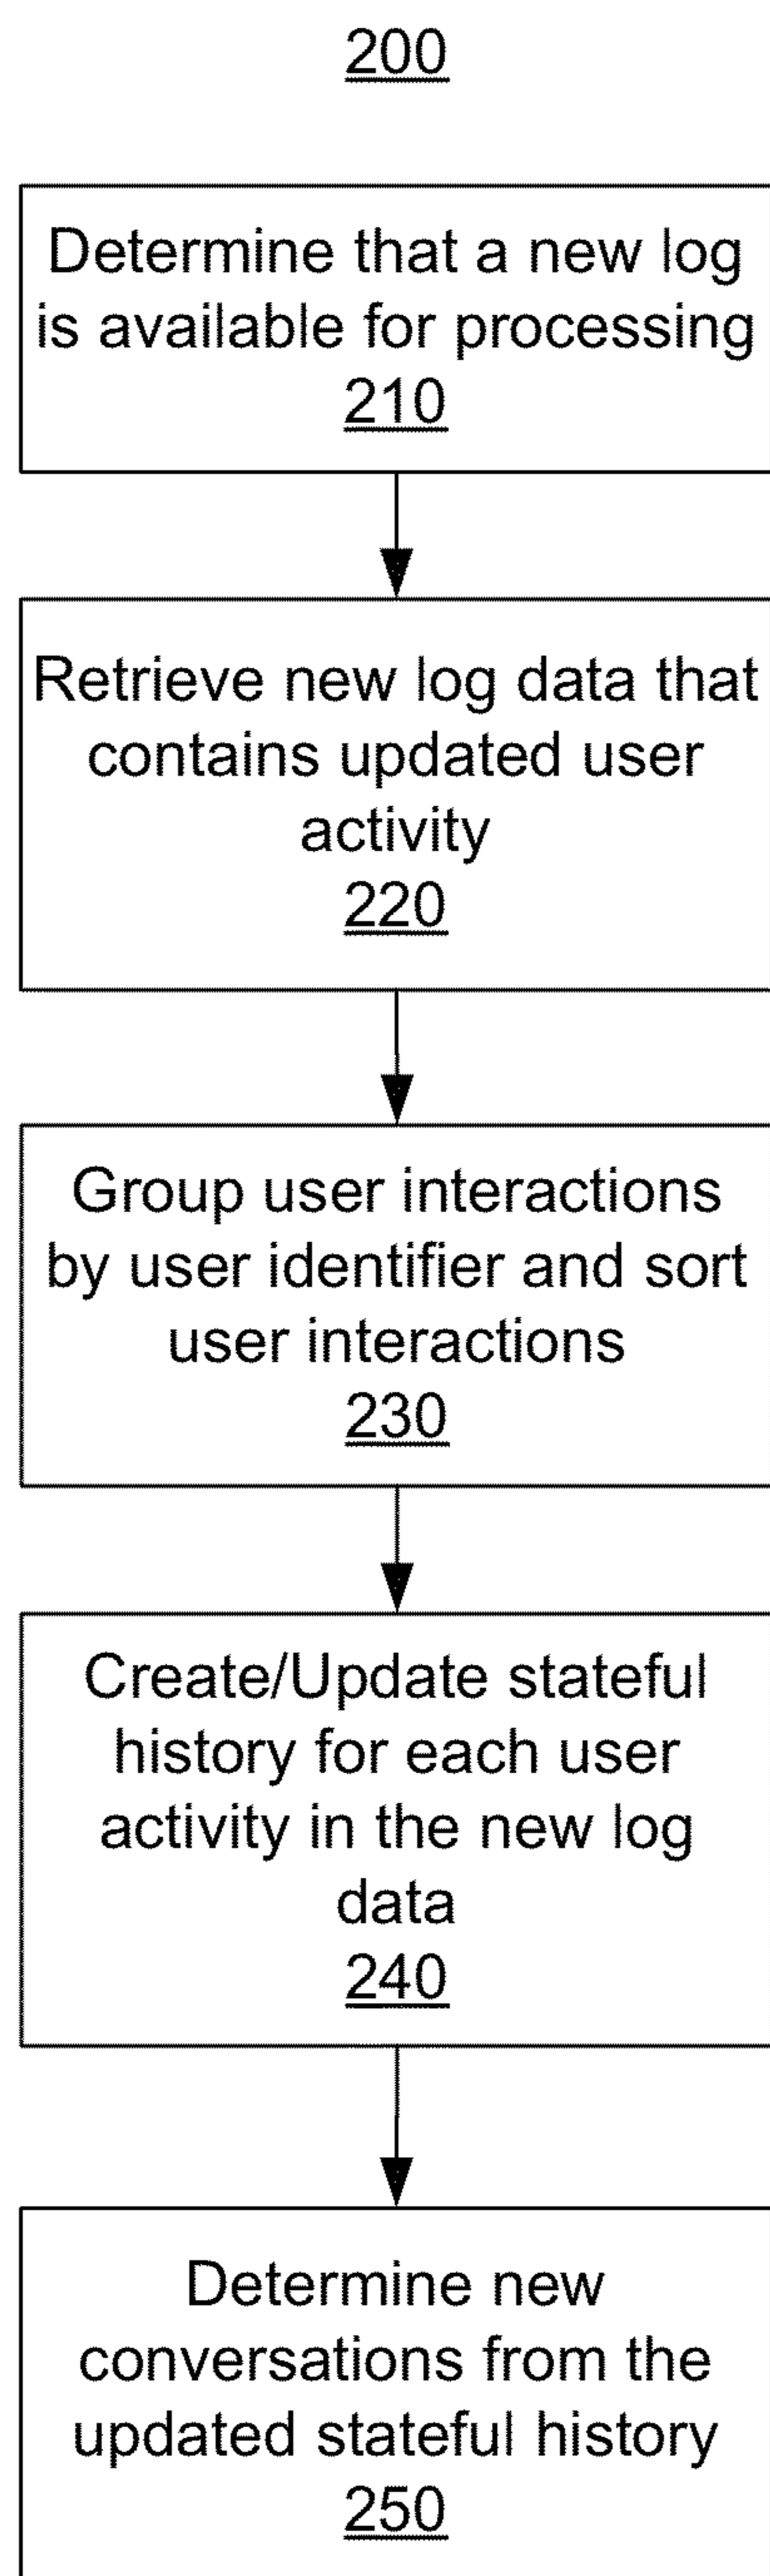 200
Determine that a new log
is available for processing
210
Retrieve new log data that
contains updated user
activity
220
Group user interactions
by user identifier and sort
user interactions
230
Create/Update stateful
history for each user
activity in the new log
data
240
Determine new
conversations from the
updated stateful history
250